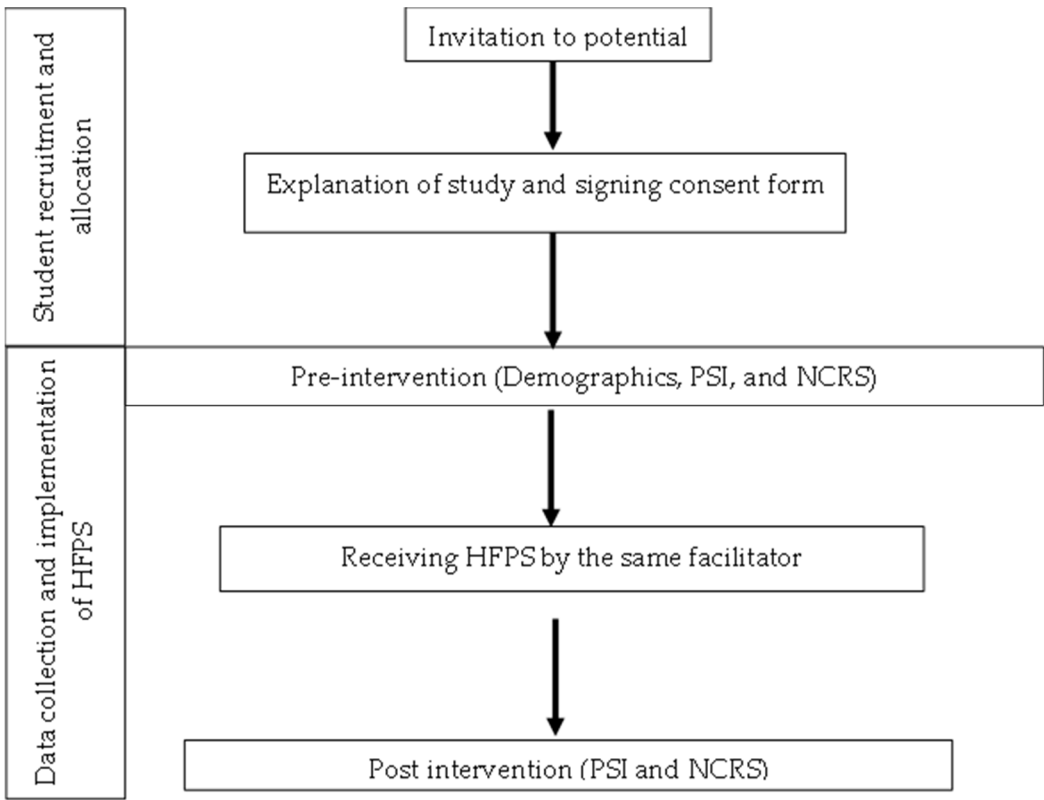 Student recruitment and
allocation
Invitation to potential
Explanation of study and signing consent form
Data collection and implementation
of HFPS
Pre-intervention (Demographics, PSI, and NCRS)
Receiving HFPS by the same facilitator
Post intervention (PSI and NCRS)